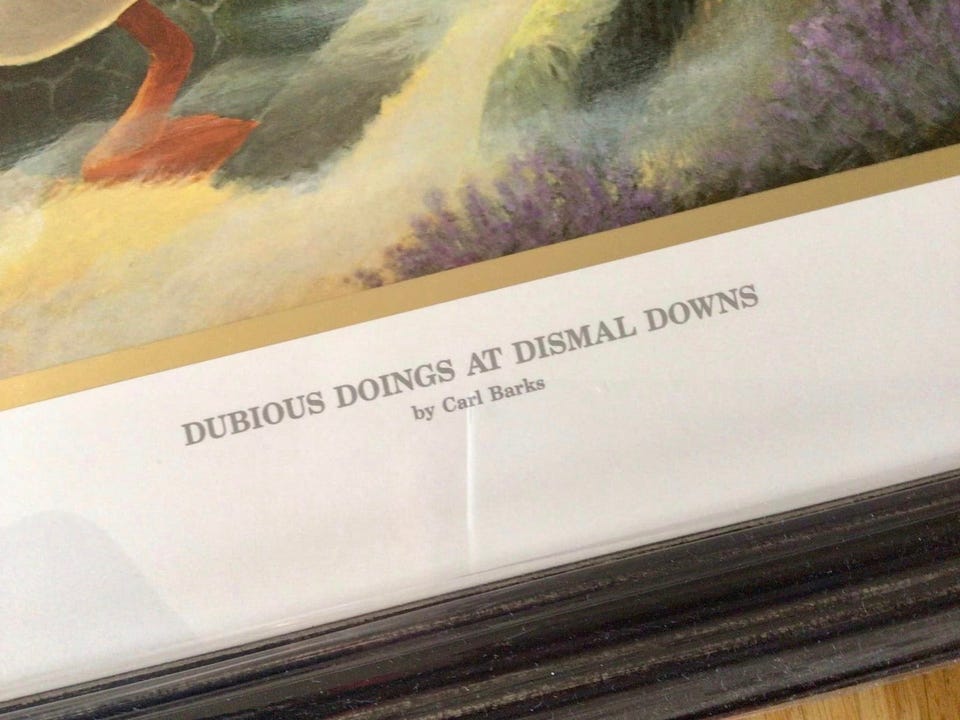 DUBIOUS DOINGS AT DISMAL DOWNS
by Carl Barks